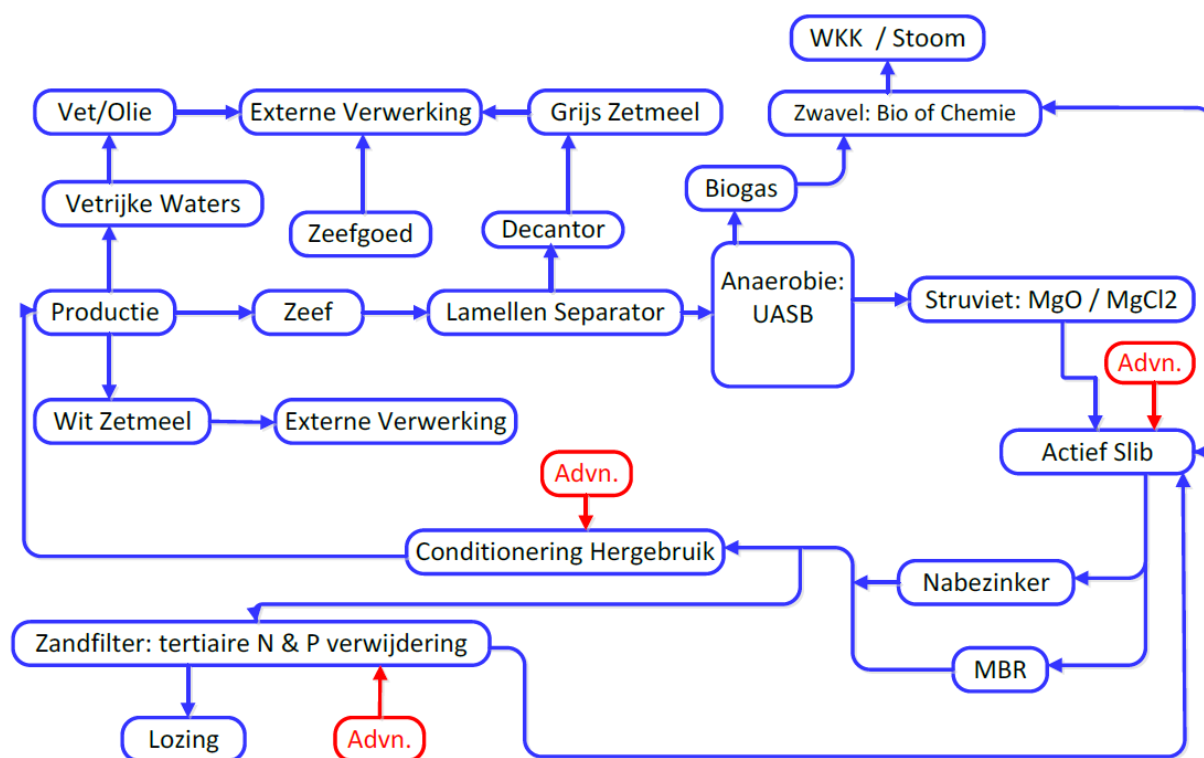 WKK / Stoom
Vet/Olie
Externe Verwerking
Grijs Zetmeel
Zwavel: Bio of Chemie
Vetrijke Waters
Biogas
Zeefgoed
Decantor
Anaerobie:
UASB
Productie
Zeef
Lamellen Separator
Struviet: MgO / MgCl2
Advn.
Wit Zetmeel
Externe Verwerking
Actief Slib
Advn.
Conditionering Hergebruik
Nabezinker
Zandfilter: tertiaire N & P verwijdering
MBR
Lozing
Advn.